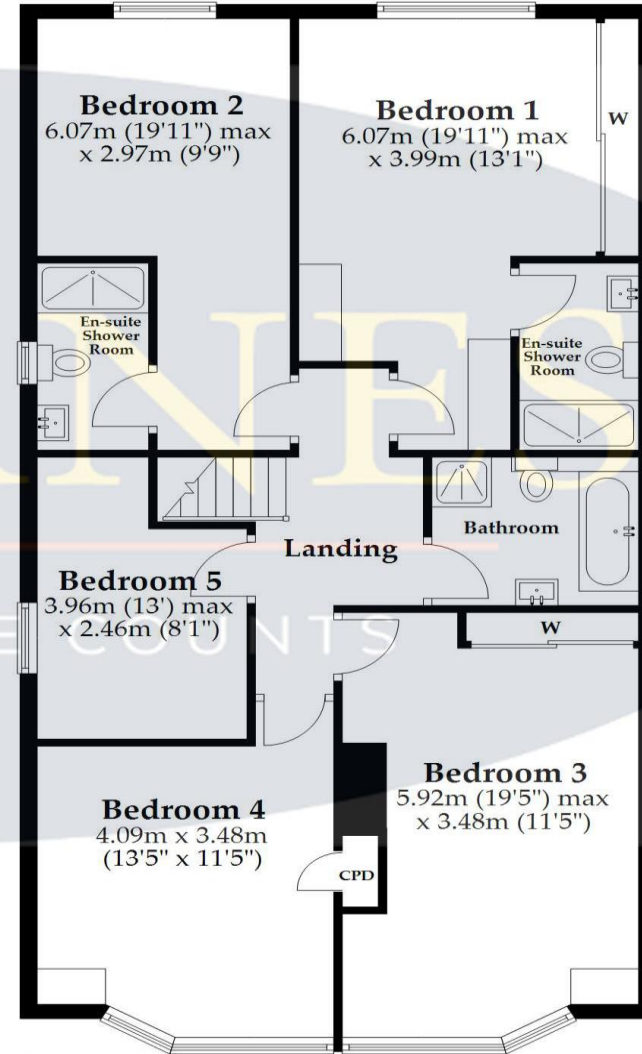 Bedroom 2
6.07m (19'11") max
x 2.97m (9'9")
Bedroom 1
6.07m (19'11") max
x 3.99m (13'1")
W
En-suite
Shower
Room
En-suite
Shower
Room
Bathroom
Landing
Bedroom 5
3.96m (13') max
x 2.46m (8'1")
W
Bedroom 3
5.92m (19'5") max
x 3.48m (11'5")
Bedroom 4
4.09m x 3.48m
(13'5" x 11'5")
CPD
RNES
E COUNTS